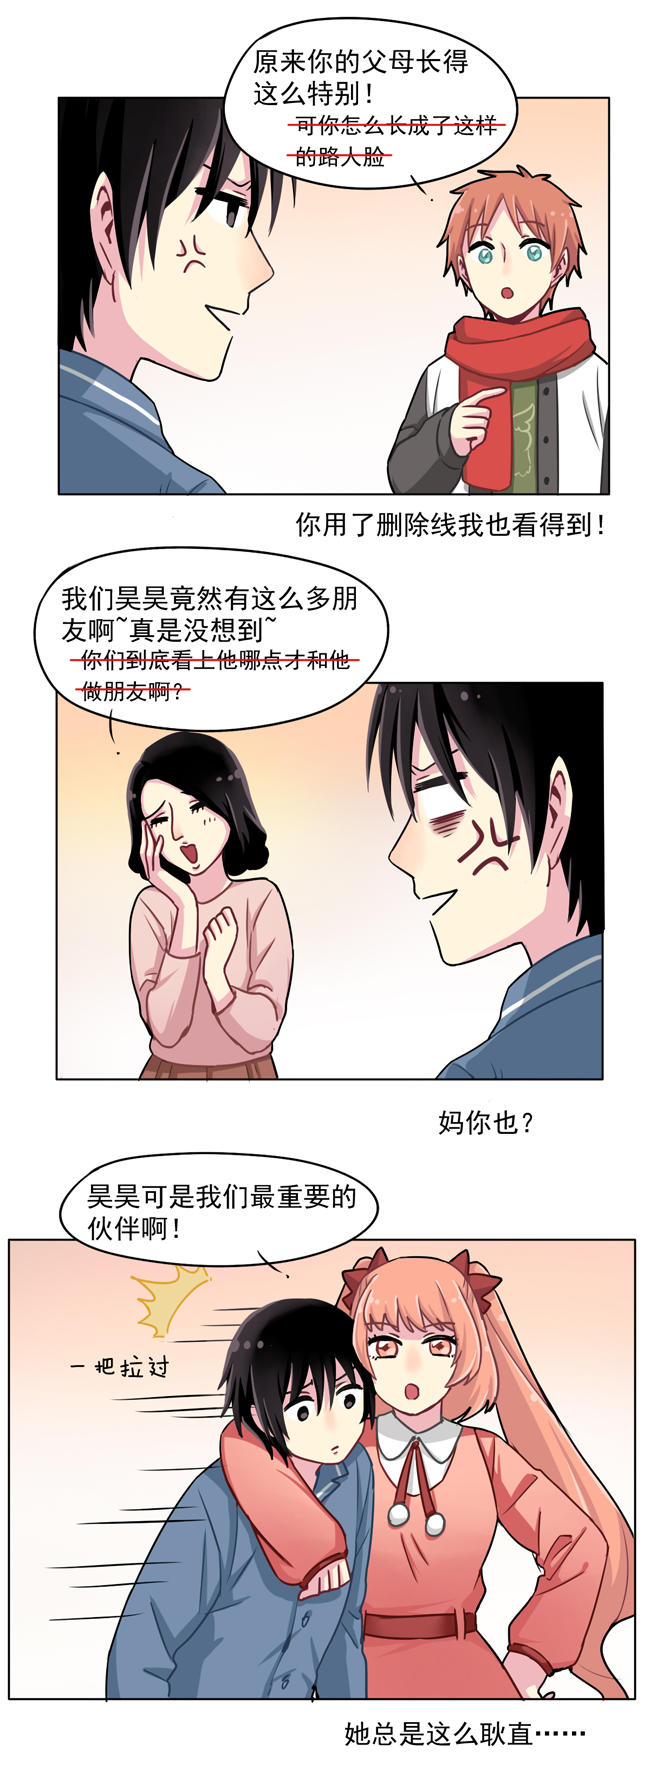 原来你的父母长得
这么特别！
可你怎么长成了这样
的路人脸
你用了删除线我也看得到！
我们昊昊竟然有这么多朋
友啊~真是没想到~
你们到底看上他哪点才和他
做朋友啊？
妈你也？
昊昊可是我们最重要的
伙伴啊！
一把拉过
她总是这么耿直……